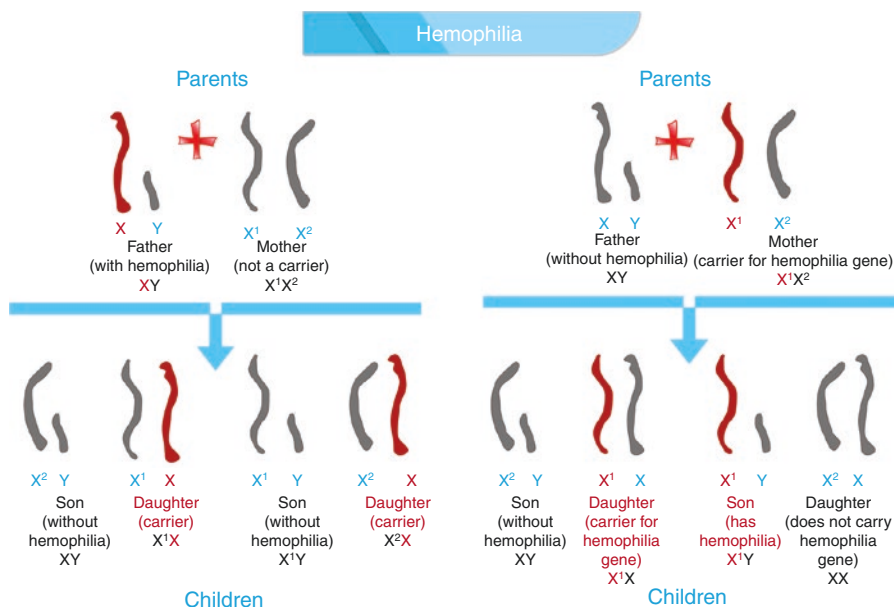 Hemophilia
Parents
X Y
X¹ X²
Father
(with hemophilia)
XY
Mother
(not a carrier)
X¹X²
X² Y
Son
(without
hemophilia)
XY
X¹ X
Daughter
(carrier)
X¹X
X¹ Y
Son
(without
hemophilia)
X¹Y
X² X
Daughter
(carrier)
X²X
Children
Parents
X Y
X¹ X²
Father
(without hemophilia)
XY
Mother
(carrier for hemophilia gene)
X¹X²
X² Y
Son
(without
hemophilia)
XY
X¹ X
Daughter
(carrier for
hemophilia
gene)
X¹X
X¹ Y
Son
(has
hemophilia)
X¹Y
X² X
Daughter
(does not carry
hemophilia
gene)
XX
Children